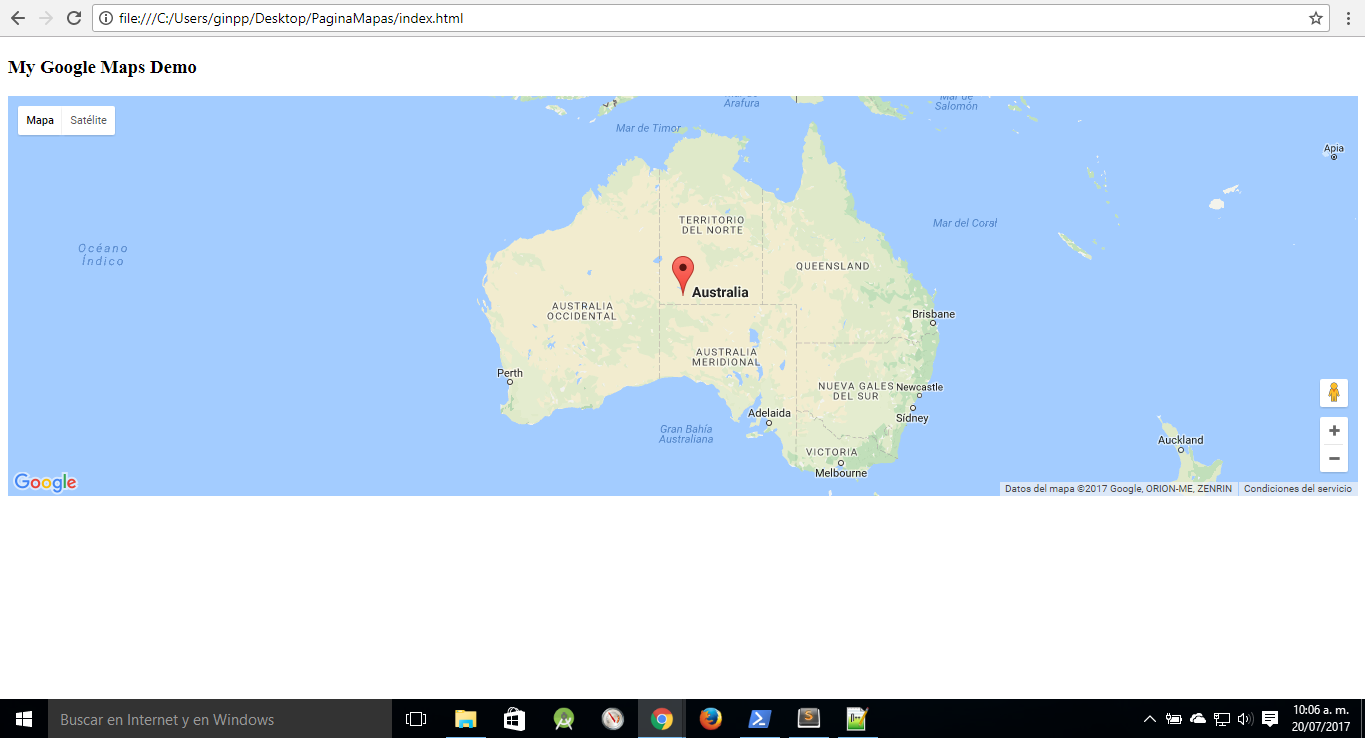 file:///C:/Users/ginpp/Desktop/PaginaMapas/index.html
My Google Maps Demo
Mapa
Satélite
Mar de Timor
Mar de
Arafura
Mar de
Salomón
Apia
Océano
Índico
TERRITORIO
DEL NORTE
Mar del Coral
QUEENSLAND
Australia
AUSTRALIA
OCCIDENTAL
Brisbane
AUSTRALIA
MERIDIONAL
Perth
NUEVA GALES
DEL SUR
Newcastle
Sídney
Adelaida
Gran Bahía
Australiana
VICTORIA
Melbourne
Auckland
+
−
Google
Datos del mapa ©2017 Google, ORION-ME, ZENRIN
Condiciones del servicio
Buscar en Internet y en Windows
S
10:06 a. m.
20/07/2017